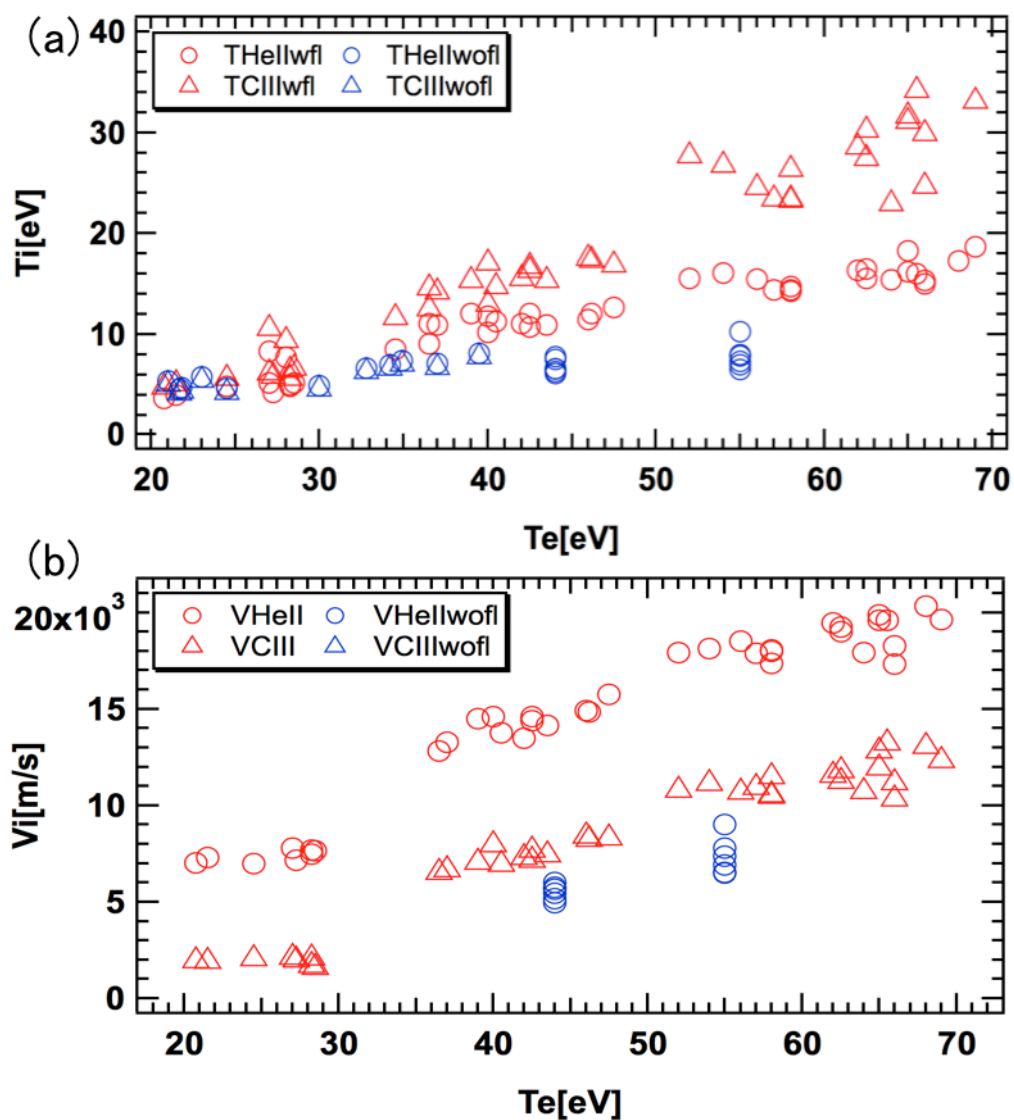 (a)
40
THeIIwfl THeIIwofl
TCIIIwfl TCIIIwofl
30
Ti[eV]
20
10
0
20 30 40 50 60 70
Te[eV]
(b)
20x10³
VHeII VHeIIwofl
VCIII VCIIIwofl
15
Vi[m/s]
10
5
0
20 30 40 50 60 70
Te[eV]